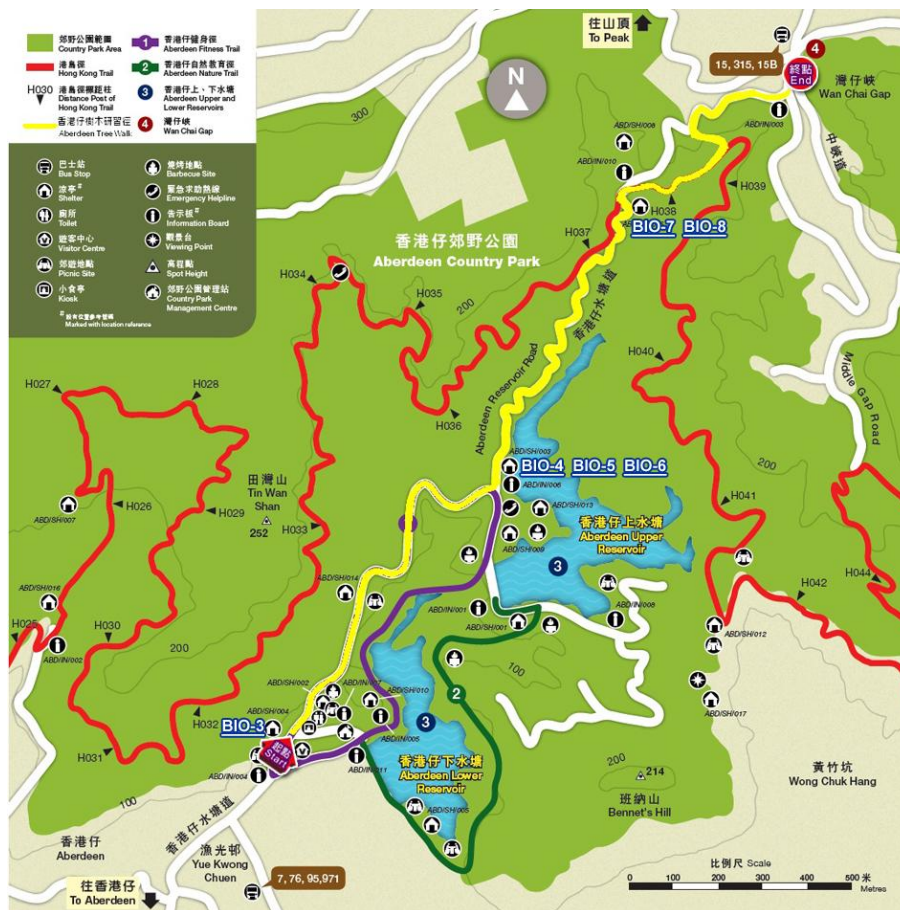 往山頂
To Peak
15, 315, 15B
4
終點
End
灣仔峽
Wan Chai Gap
郊野公園範圍
Country Park Area
港島徑
Hong Kong Trail
H030
港島徑標距柱
Distance Post of
Hong Kong Trail
香港仔樹木研習徑
Aberdeen Tree Walk
1
香港仔健身徑
Aberdeen Fitness Trail
2
香港仔自然教育徑
Aberdeen Nature Trail
3
香港仔上、下水塘
Aberdeen Upper and
Lower Reservoirs
4
灣仔峽
Wan Chai Gap
巴士站
Bus Stop
涼亭#
Shelter
廁所
Toilet
遊客中心
Visitor Centre
郊遊地點
Picnic Site
小食亭
Kiosk
燒烤地點
Barbecue Site
緊急求助熱線
Emergency Helpline
告示板#
Information Board
觀景台
Viewing Point
高程點
Spot Height
郊野公園管理站
Country Park
Management Centre
# 設有位置參考號碼
Marked with location reference
N
300
ABD/IN/003
ABD/SH/008
ABD/IN/010
中峽道
H039
H038
BIO-7 BIO-8
H037
香港仔郊野公園
Aberdeen Country Park
H034
H035
200
香港仔水塘道
Aberdeen Reservoir Road
H040
Middle Gap Road
H027
H028
H036
200
ABD/SH/003
BIO-4 BIO-5 BIO-6
ABD/IN/006
ABD/SH/013
田灣山
Tin Wan
Shan
252
H026
H029
H033
H041
ABD/SH/007
香港仔上水塘
Aberdeen Upper
Reservoir
3
ABD/SH/009
H042
H044
ABD/SH/014
ABD/SH/016
H025
ABD/IN/001
ABD/SH/001
ABD/IN/008
ABD/SH/012
H030
ABD/IN/002
200
100
ABD/SH/002
ABD/IN/007
ABD/SH/010
2
ABD/SH/017
H032
ABD/SH/004
BIO-3
3
H031
起點
Start
ABD/IN/005
ABD/IN/011
ABD/IN/004
香港仔下水塘
Aberdeen Lower
Reservoir
200
214
黃竹坑
Wong Chuk Hang
班納山
Bennet's Hill
100
ABD/SH/005
香港仔
Aberdeen
香港仔水塘道
漁光邨
Yue Kwong
Chuen
比例尺 Scale
0 100 200 300 400 500 米
Metres
往香港仔
To Aberdeen
7, 76, 95,971